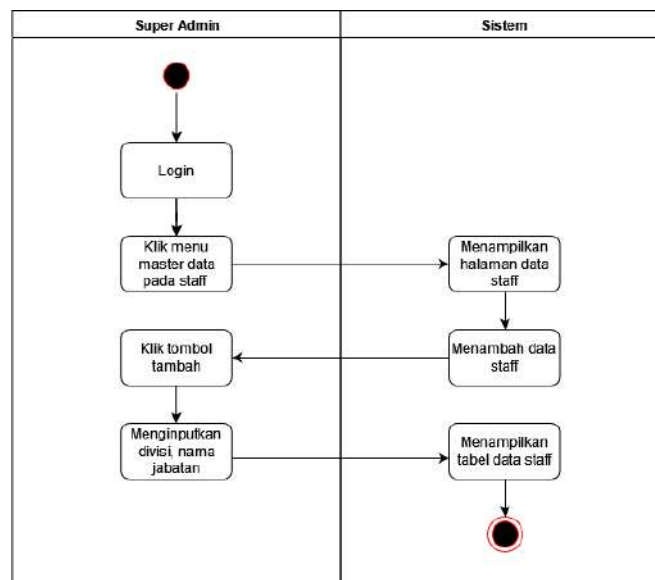 Super Admin
Sistem
Login
Klik menu
master data
pada staff
Menampilkan
halaman data
staff
Klik tombol
tambah
Menambah data
staff
Menginputkan
divisi, nama
jabatan
Menampilkan
tabel data staff